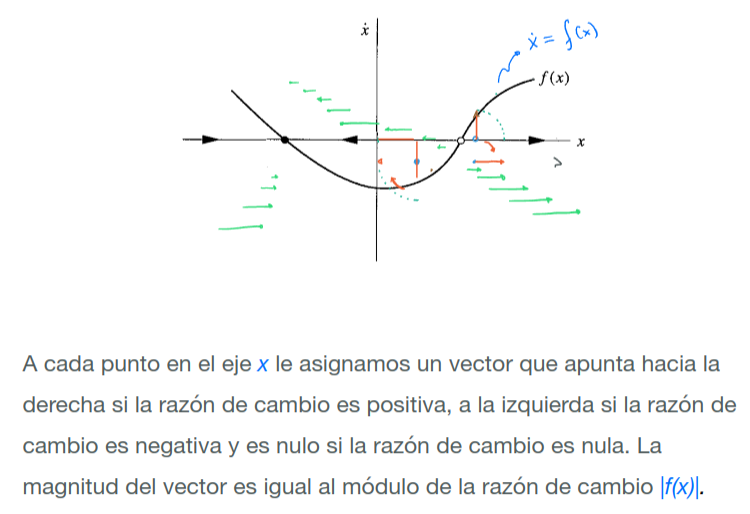 ẋ
ẋ = f(x)
f(x)
x
A cada punto en el eje x le asignamos un vector que apunta hacia la
derecha si la razón de cambio es positiva, a la izquierda si la razón de
cambio es negativa y es nulo si la razón de cambio es nula. La
magnitud del vector es igual al módulo de la razón de cambio |f(x)|.